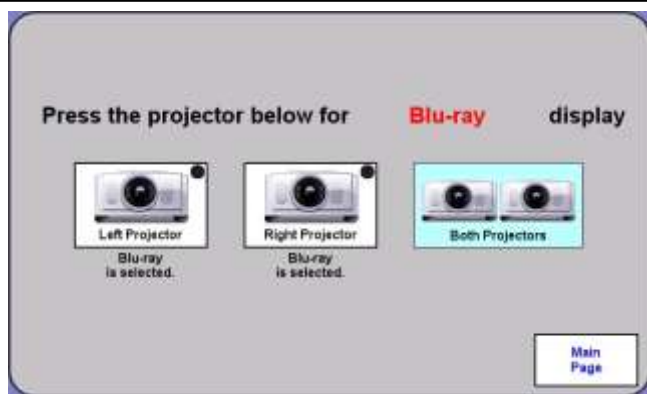 Press the projector below for Blu-ray display
Left Projector
Right Projector
Both Projectors
Blu-ray
is selected.
Blu-ray
is selected.
Main
Page